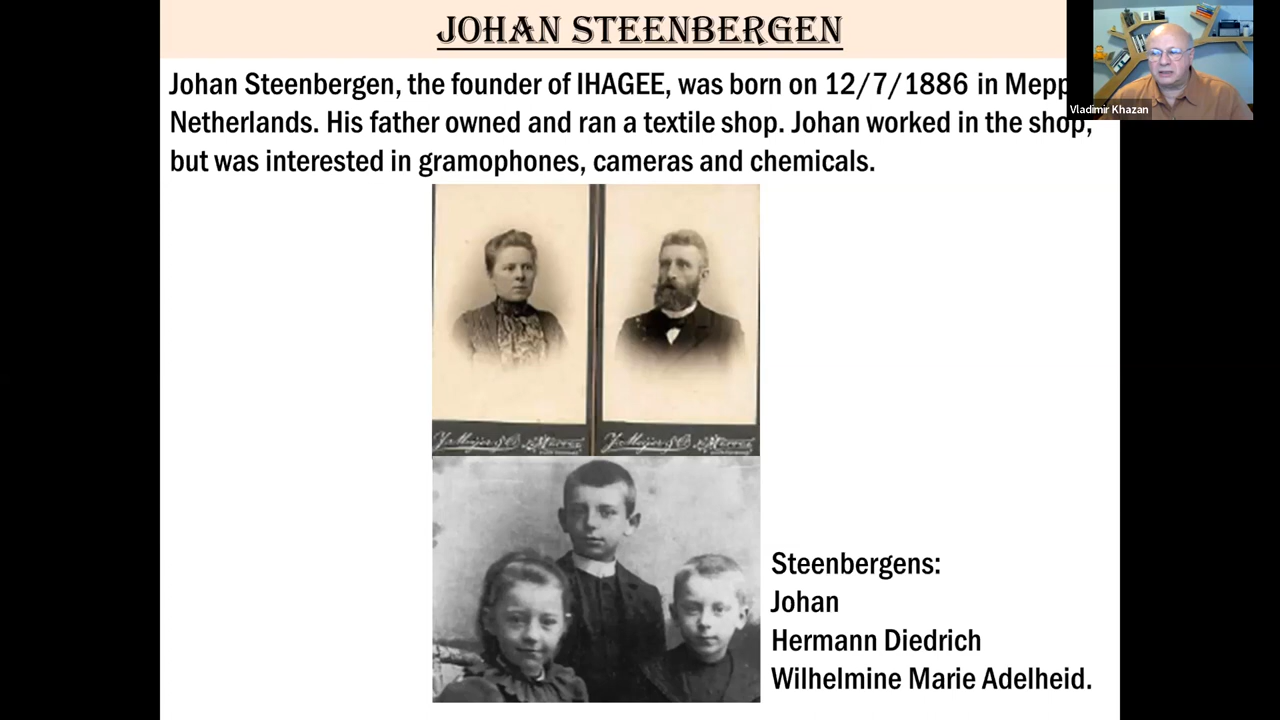 JOHAN STEENBERGEN
Johan Steenbergen, the founder of IHAGEE, was born on 12/7/1886 in Mepp
Netherlands. His father owned and ran a textile shop. Johan worked in the shop,
but was interested in gramophones, cameras and chemicals.
Vladimir Khazan
Steenbergens:
Johan
Hermann Diedrich
Wilhelmine Marie Adelheid.